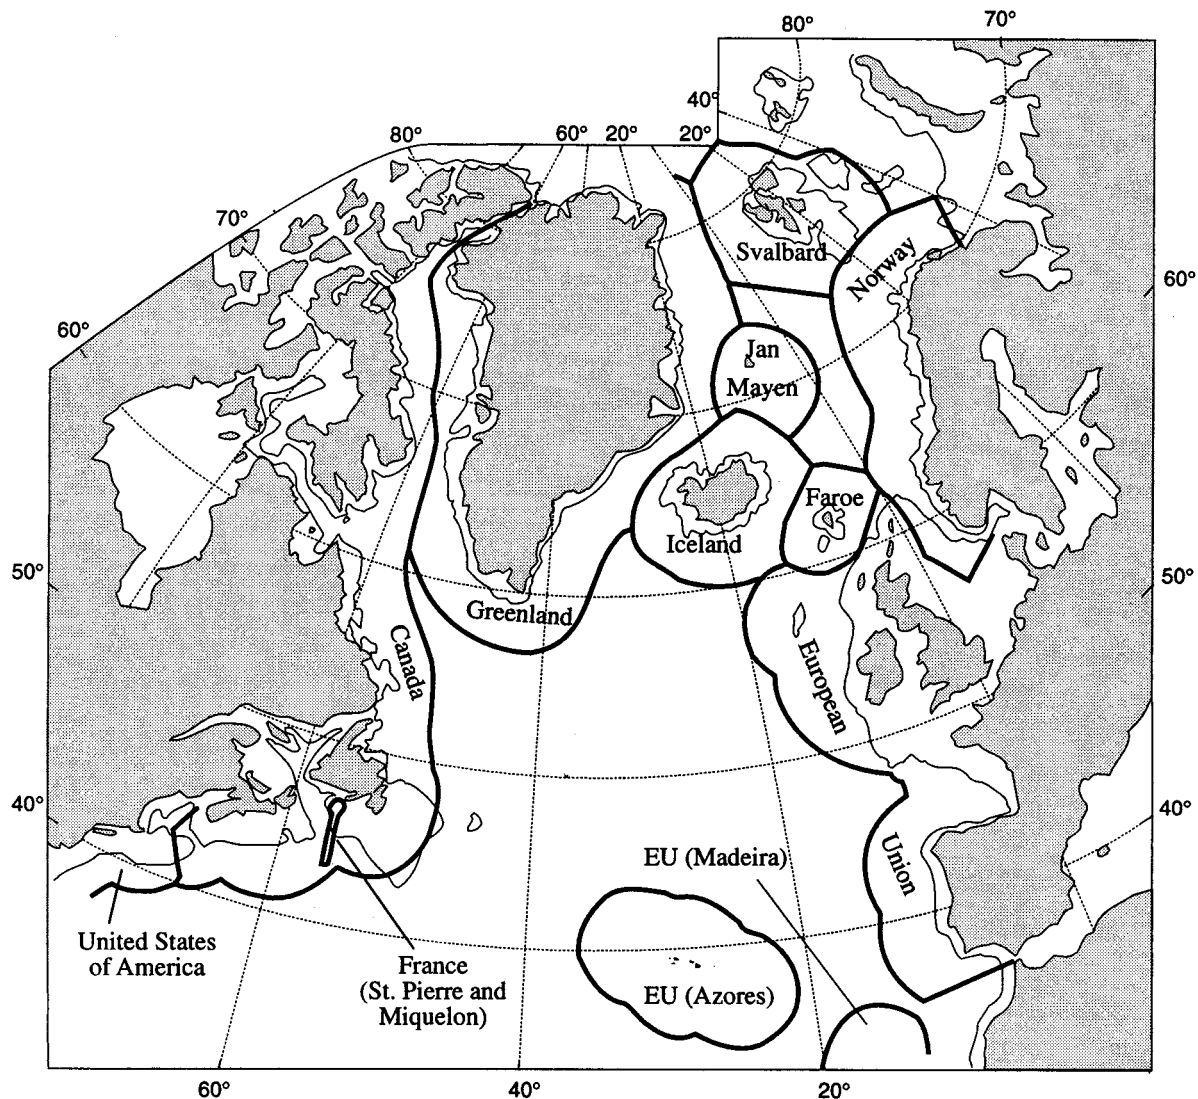 80°
70°
40°
80°
60°
20°
20°
70°
Svalbard
Norway
60°
60°
Jan
Mayen
Faroe
Iceland
50°
50°
Greenland
Canada
European
40°
40°
EU (Madeira)
Union
United States
of America
France
(St. Pierre and
Miquelon)
EU (Azores)
60°
40°
20°